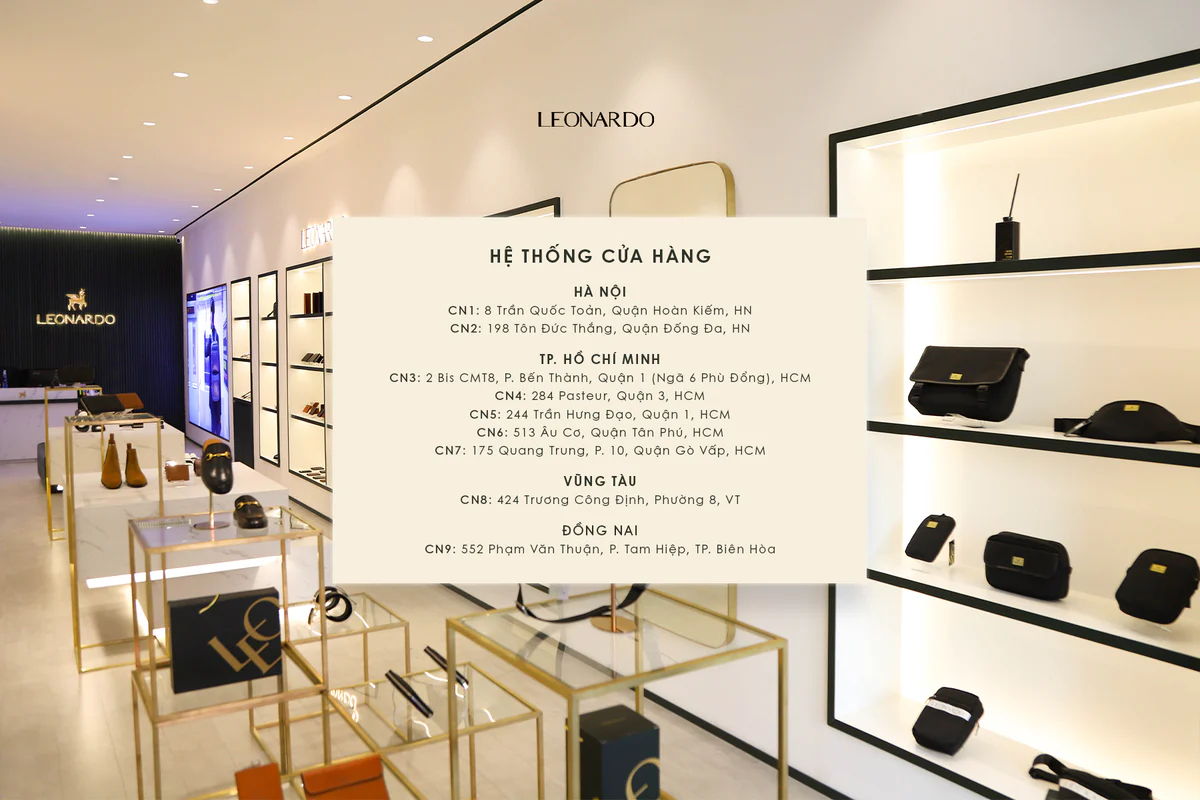 LEONARDO
LEONAR
LEONARDO
HỆ THỐNG CỬA HÀNG
HÀ NỘI
CN1: 8 Trần Quốc Toản, Quận Hoàn Kiếm, HN
CN2: 198 Tôn Đức Thắng, Quận Đống Đa, HN
TP. HỒ CHÍ MINH
CN3: 2 Bis CMT8, P. Bến Thành, Quận 1 (Ngã 6 Phù Đổng), HCM
CN4: 284 Pasteur, Quận 3, HCM
CN5: 244 Trần Hưng Đạo, Quận 1, HCM
CN6: 513 Âu Cơ, Quận Tân Phú, HCM
CN7: 175 Quang Trung, P. 10, Quận Gò Vấp, HCM
VŨNG TÀU
CN8: 424 Trương Công Định, Phường 8, VT
ĐỒNG NAI
CN9: 552 Phạm Văn Thuận, P. Tam Hiệp, TP. Biên Hòa
LEO